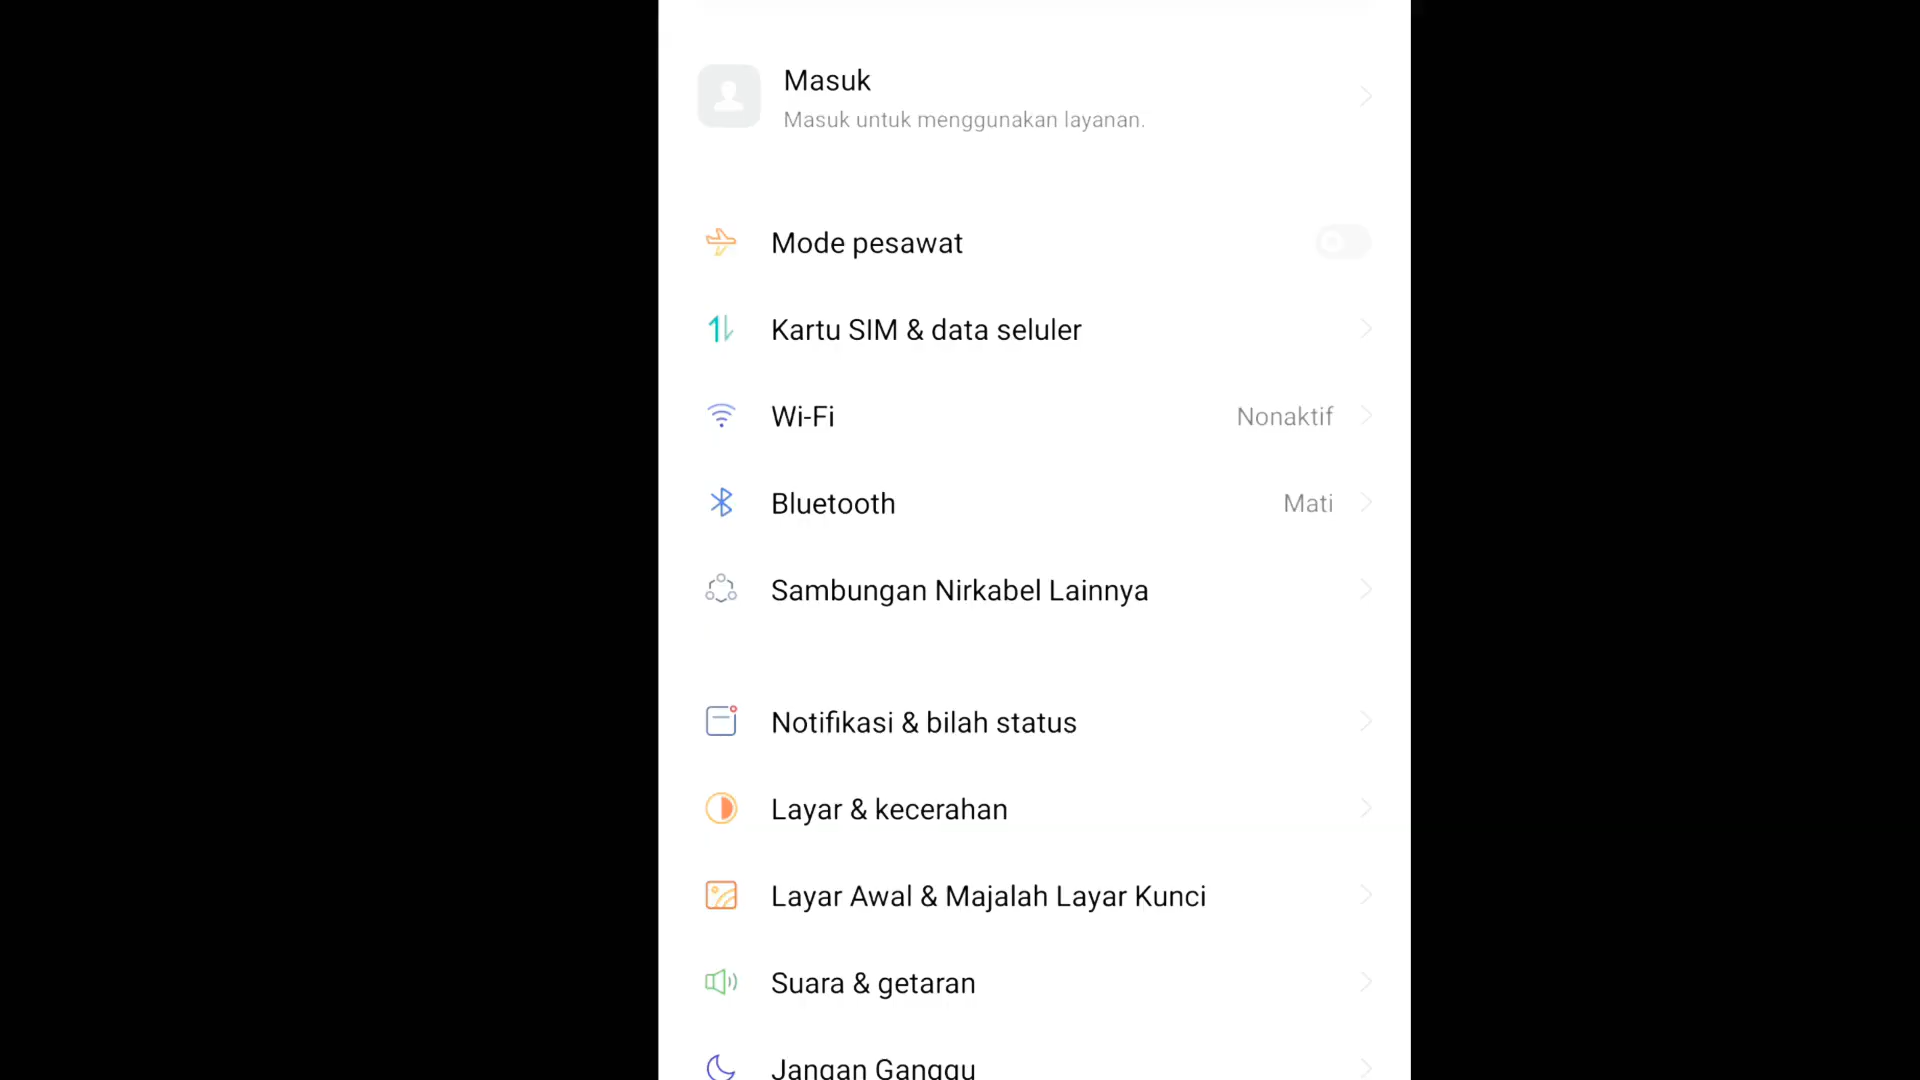 Masuk
Masuk untuk menggunakan layanan.
Mode pesawat
Kartu SIM & data seluler
Wi-Fi Nonaktif
Bluetooth Mati
Sambungan Nirkabel Lainnya
Notifikasi & bilah status
Layar & kecerahan
Layar Awal & Majalah Layar Kunci
Suara & getaran
Jangan Ganggu